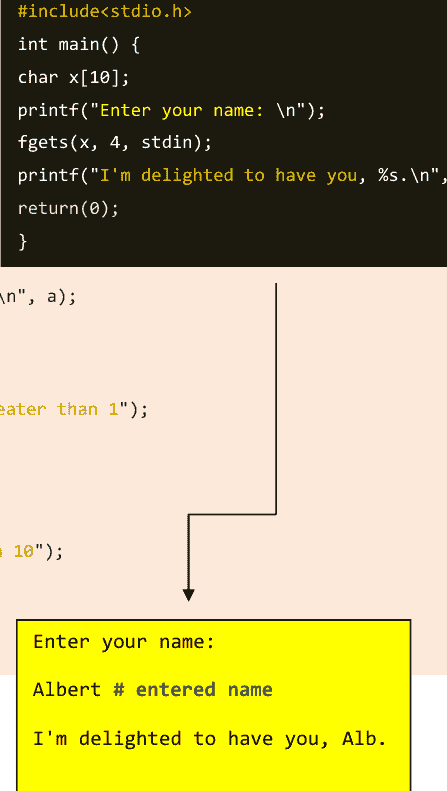 #include<stdio.h>
int main() {
char x[10];
printf("Enter your name: \n");
fgets(x, 4, stdin);
printf("I'm delighted to have you, %s.\n",
return(0);
}
\n", a);
eater than 1");
10");
Enter your name:
Albert # entered name
I'm delighted to have you, Alb.